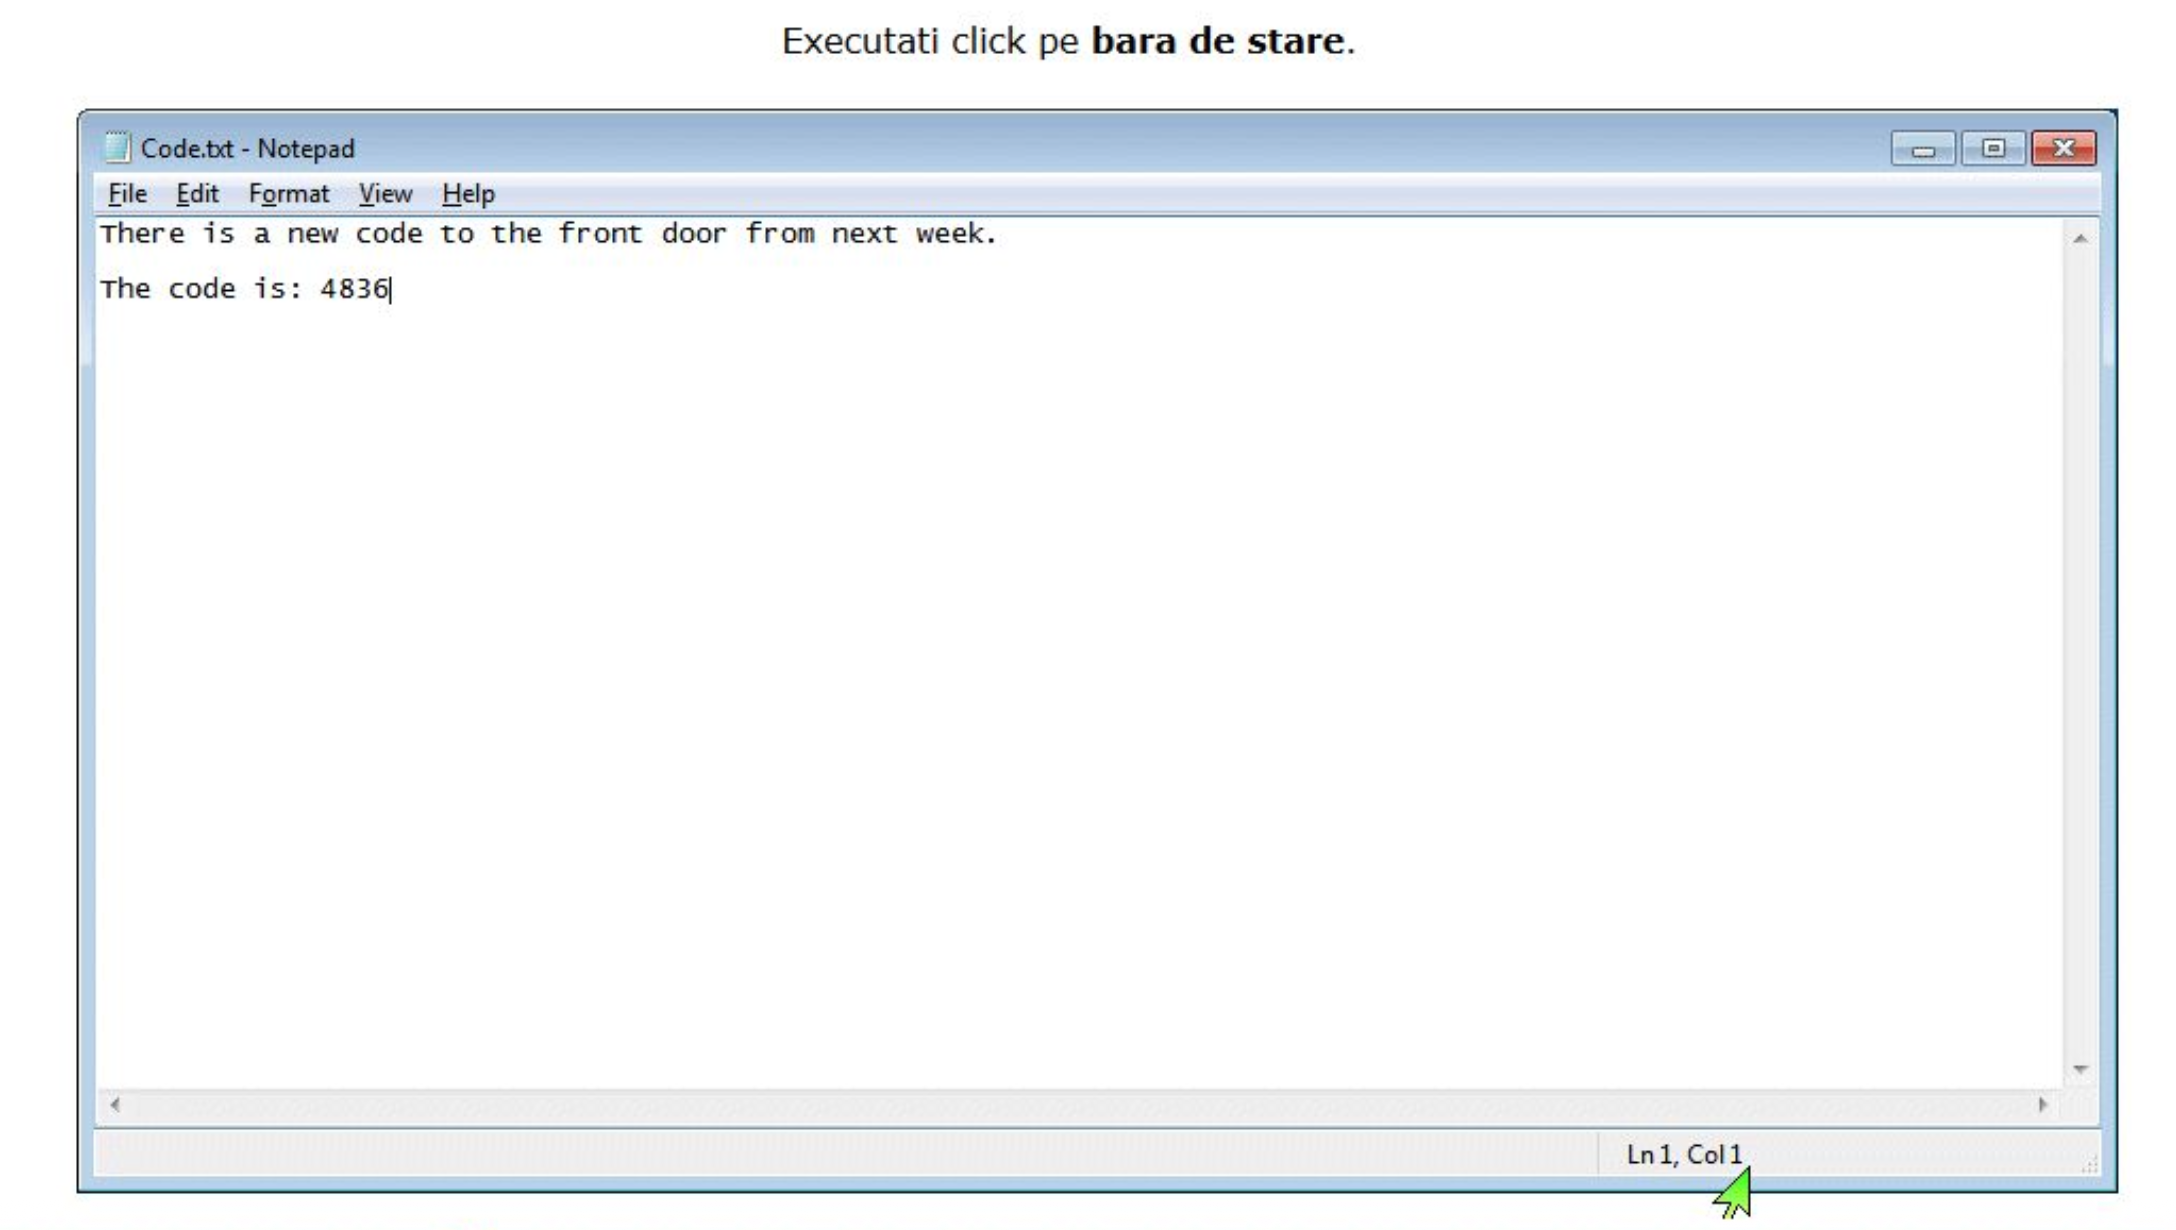 Executati click pe bara de stare.
Code.txt - Notepad
File Edit Format View Help
There is a new code to the front door from next week.
The code is: 4836
Ln 1, Col 1